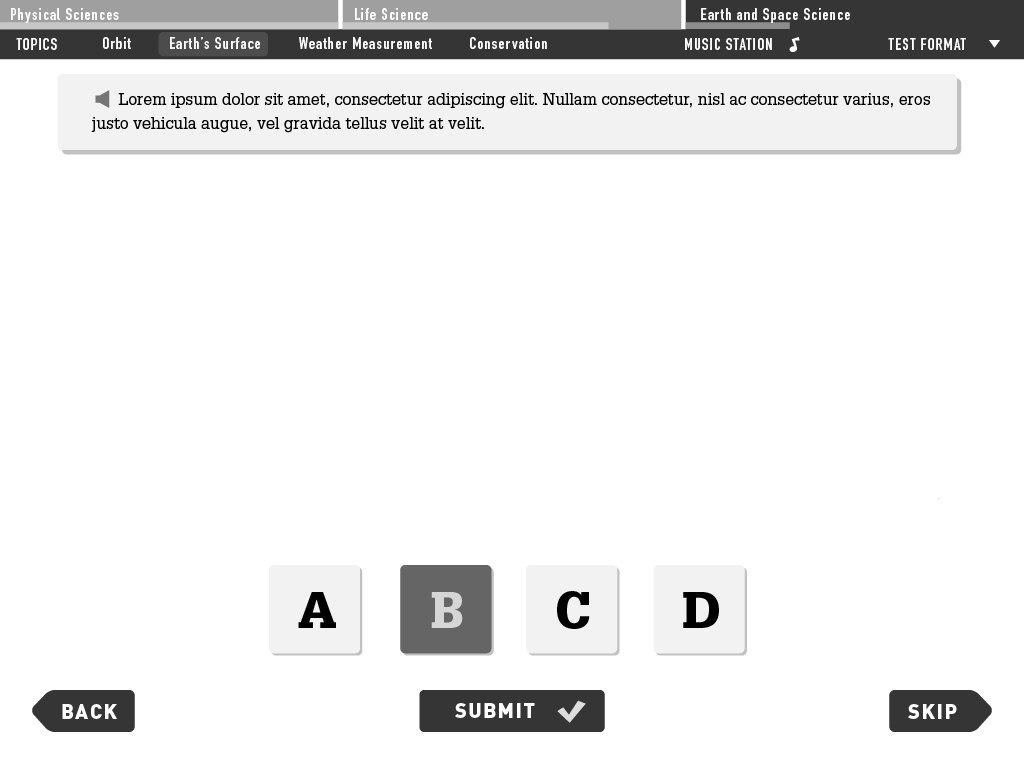 Physical Sciences Life Science Earth and Space Science
TOPICS Orbit Earth's Surface Weather Measurement Conservation MUSIC STATION TEST FORMAT
Lorem ipsum dolor sit amet, consectetur adipiscing elit. Nullam consectetur, nisl ac consectetur varius, eros
justo vehicula augue, vel gravida tellus velit at velit.
A B C D
BACK SUBMIT SKIP